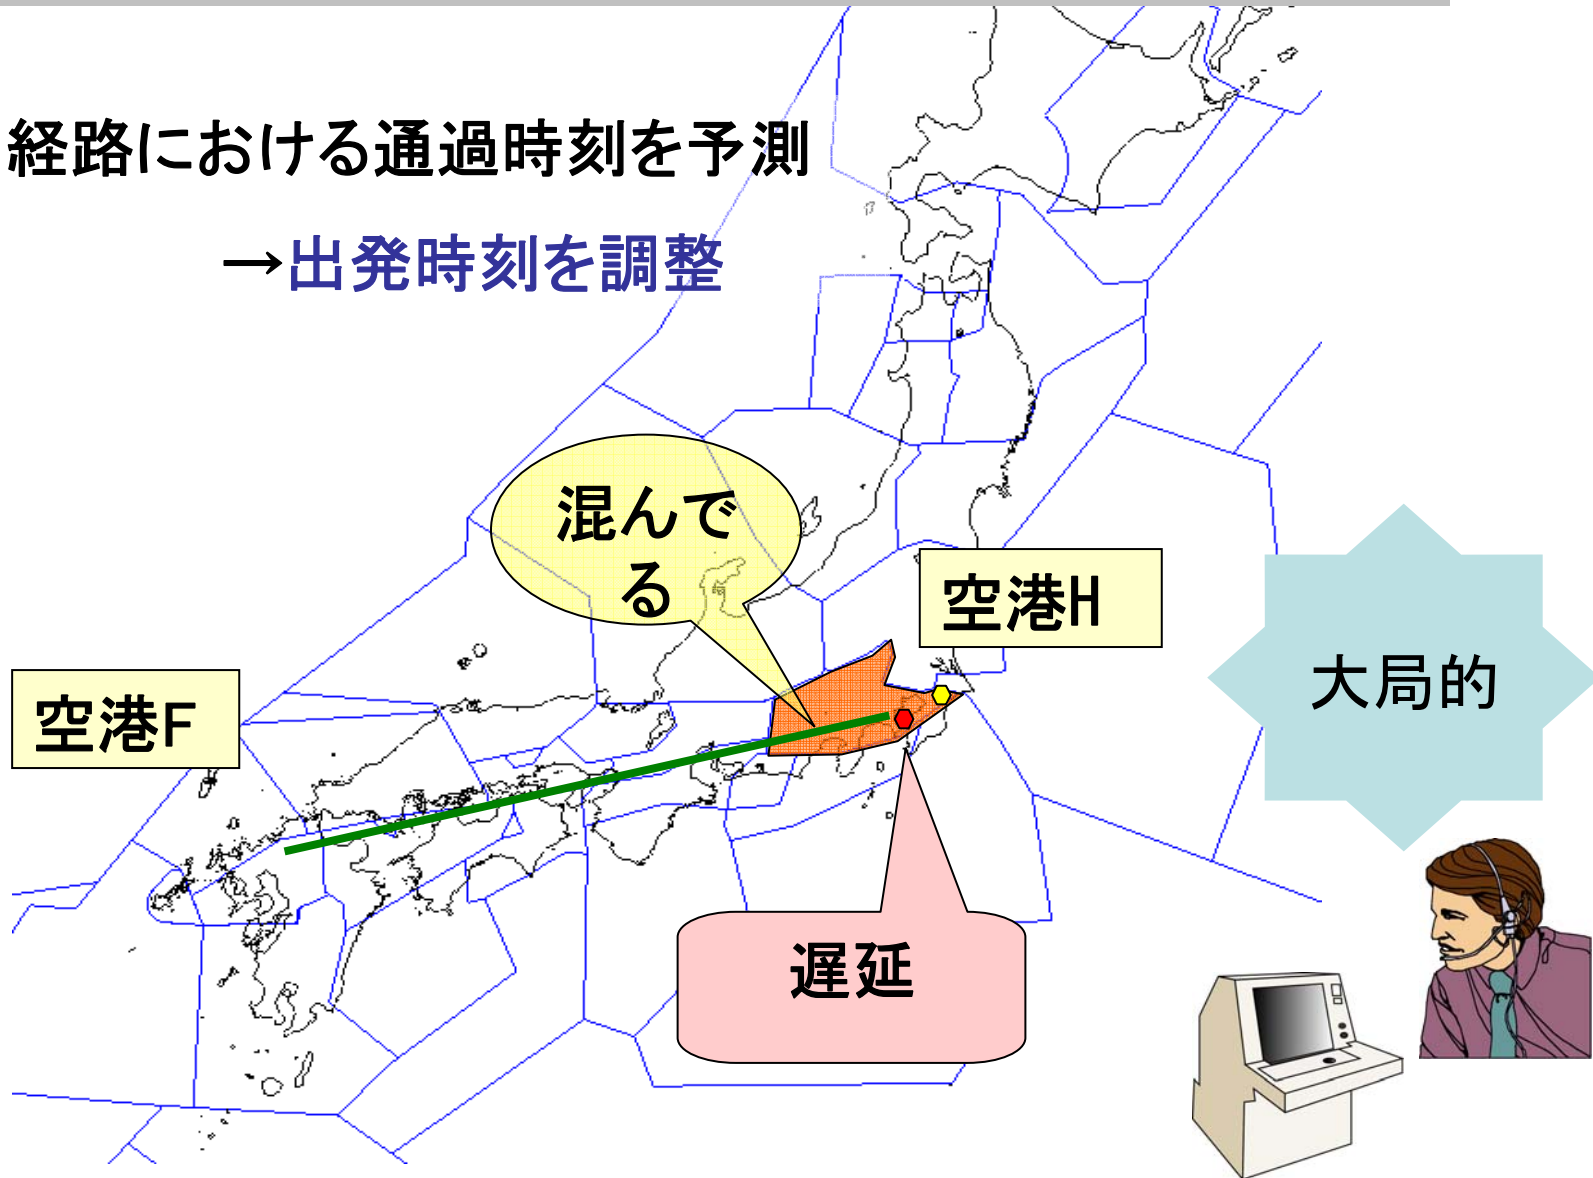 経路における通過時刻を予測
→出発時刻を調整
混んで
る
空港H
大局的
空港F
遅延